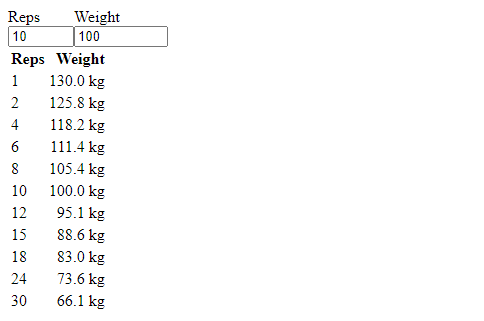 Reps Weight
10 100
Reps Weight
1 130.0 kg
2 125.8 kg
4 118.2 kg
6 111.4 kg
8 105.4 kg
10 100.0 kg
12 95.1 kg
15 88.6 kg
18 83.0 kg
24 73.6 kg
30 66.1 kg